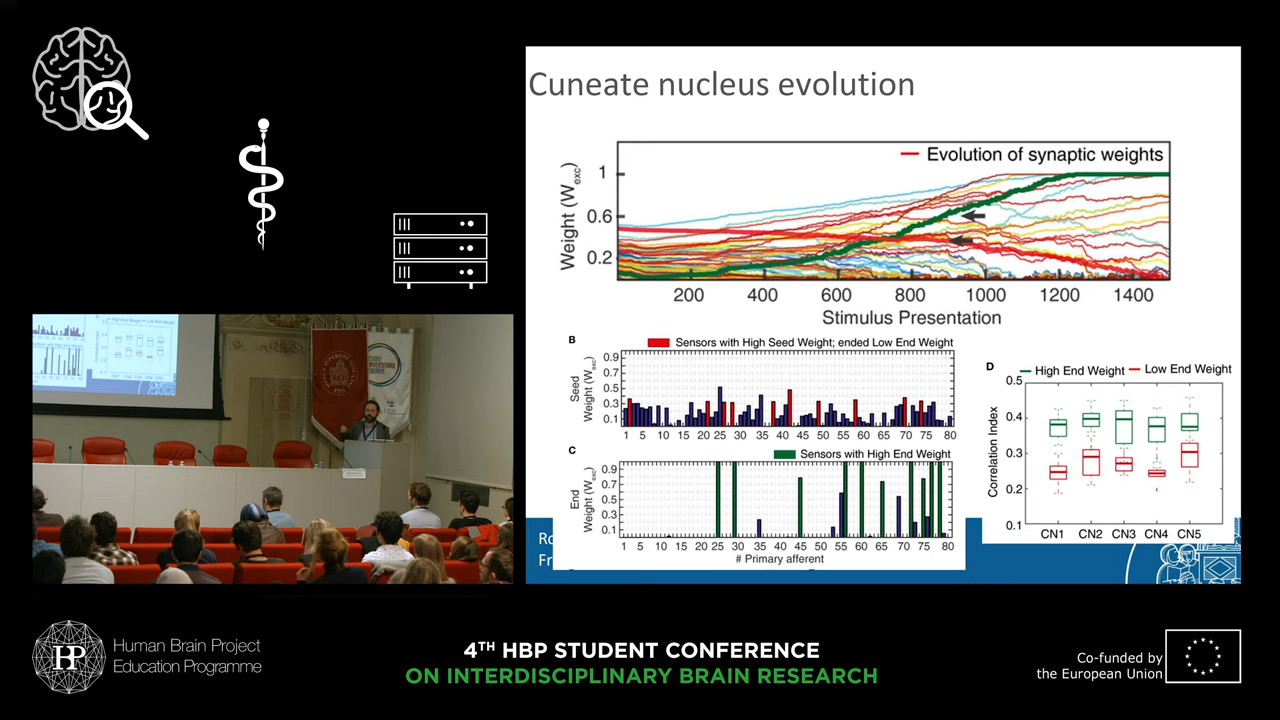 Cuneate nucleus evolution
Evolution of synaptic weights
Weight (Wexc)
1
0.6
0.2
200 400 600 800 1000 1200 1400
Stimulus Presentation
B
Sensors with High Seed Weight; ended Low End Weight
Seed
Weight (Wexc)
0.9
0.7
0.5
0.3
0.1
1 5 10 15 20 25 30 35 40 45 50 55 60 65 70 75 80
C
Sensors with High End Weight
End
Weight (Wexc)
0.9
0.7
0.5
0.3
0.1
1 5 10 15 20 25 30 35 40 45 50 55 60 65 70 75 80
# Primary afferent
D
High End Weight Low End Weight
Correlation Index
0.5
0.4
0.3
0.2
0.1
CN1 CN2 CN3 CN4 CN5
HBP
Human Brain Project
Education Programme
4TH HBP STUDENT CONFERENCE
ON INTERDISCIPLINARY BRAIN RESEARCH
Co-funded by
the European Union